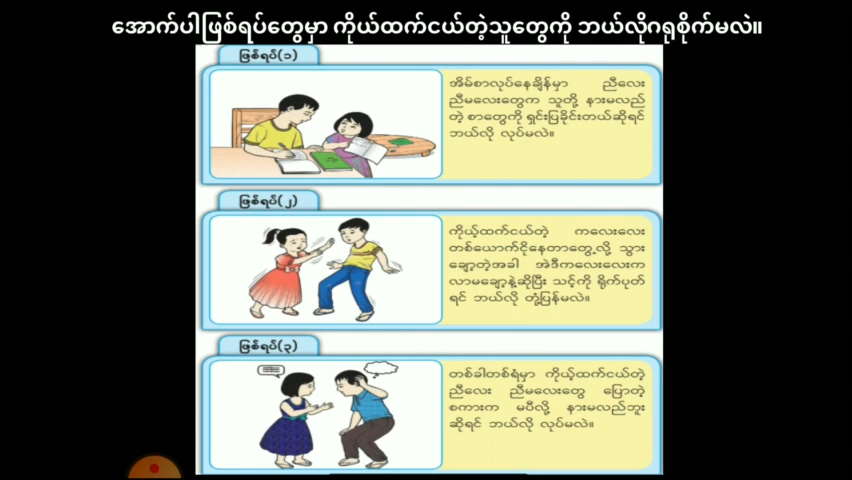 အောက်ပါဖြစ်ရပ်တွေမှာ ကိုယ်ထက်ငယ်တဲ့သူတွေကို ဘယ်လိုဂရုစိုက်မလဲ။
ဖြစ်ရပ်(၁)
အိမ်စာလုပ်နေချိန်မှာ ညီလေး
ညီမလေးတွေက သူတို့ နားမလည်
တဲ့ စာတွေကို ရှင်းပြခိုင်းတယ်ဆိုရင်
ဘယ်လို လုပ်မလဲ။
ဖြစ်ရပ်(၂)
ကိုယ့်ထက်ငယ်တဲ့ ကလေးလေး
တစ်ယောက်ငိုနေတာတွေ့လို့ သွား
ချော့တဲ့အခါ အဲဒီကလေးလေးက
လာမချော့နဲ့ဆိုပြီး သင့်ကို ရိုက်ပုတ်
ရင် ဘယ်လို တုံ့ပြန်မလဲ။
ဖြစ်ရပ်(၃)
တစ်ခါတစ်ရံမှာ ကိုယ့်ထက်ငယ်တဲ့
ညီလေး ညီမလေးတွေ ပြောတဲ့
စကားက မပီလို့ နားမလည်ဘူး
ဆိုရင် ဘယ်လို လုပ်မလဲ။